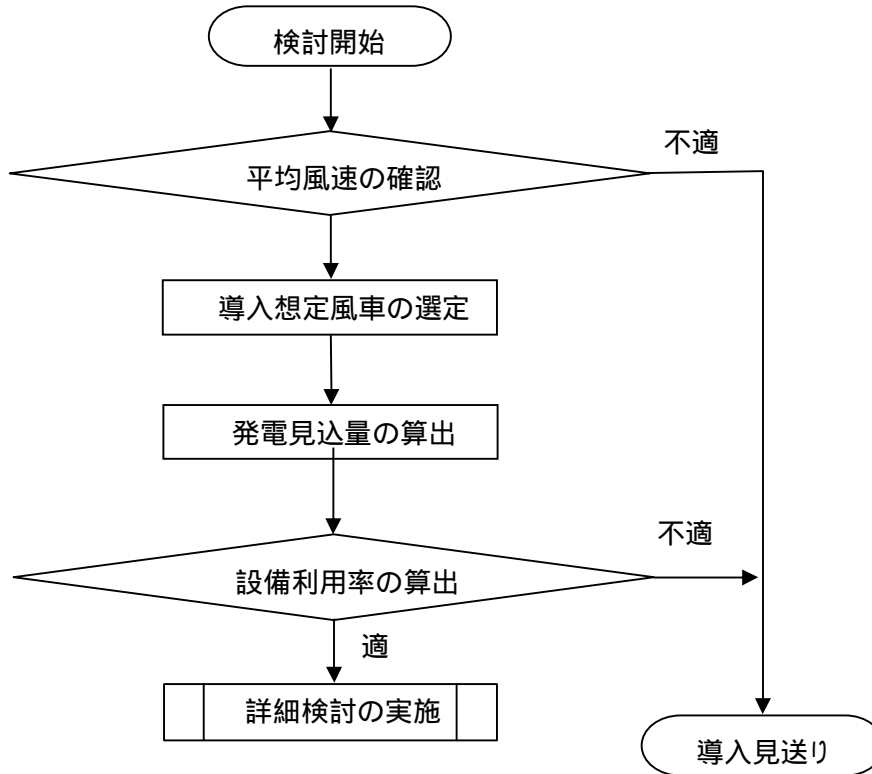 検討開始
不適
平均風速の確認
導入想定風車の選定
発電見込量の算出
不適
設備利用率の算出
適
詳細検討の実施
導入見送り